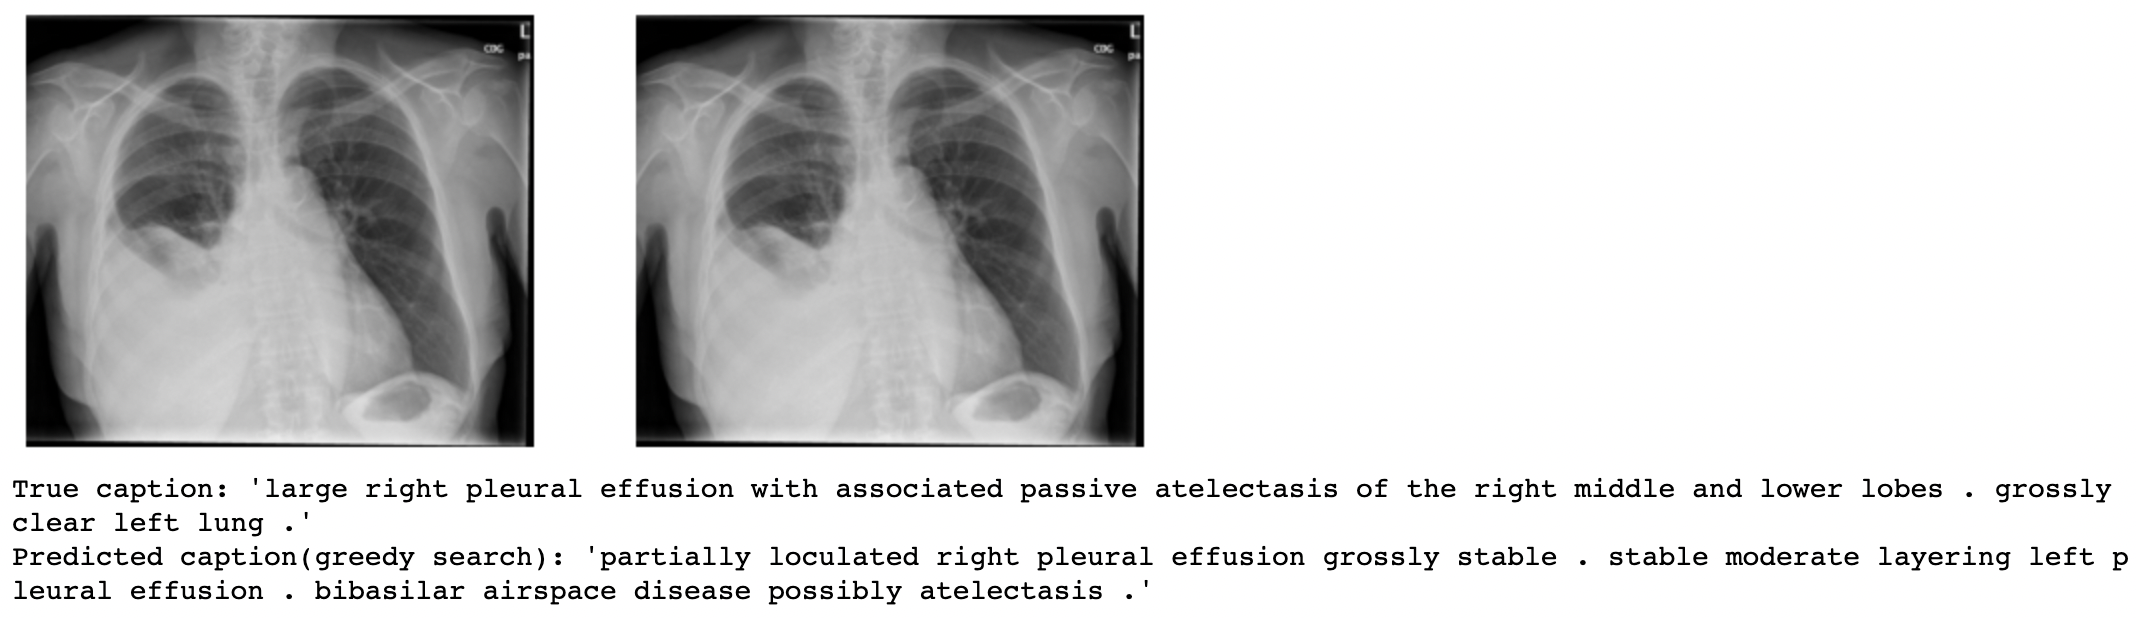 L
CDG
pa
L
CDG
pa
True caption: 'large right pleural effusion with associated passive atelectasis of the right middle and lower lobes . grossly
clear left lung .'
Predicted caption(greedy search): 'partially loculated right pleural effusion grossly stable . stable moderate layering left p
leural effusion . bibasilar airspace disease possibly atelectasis .'